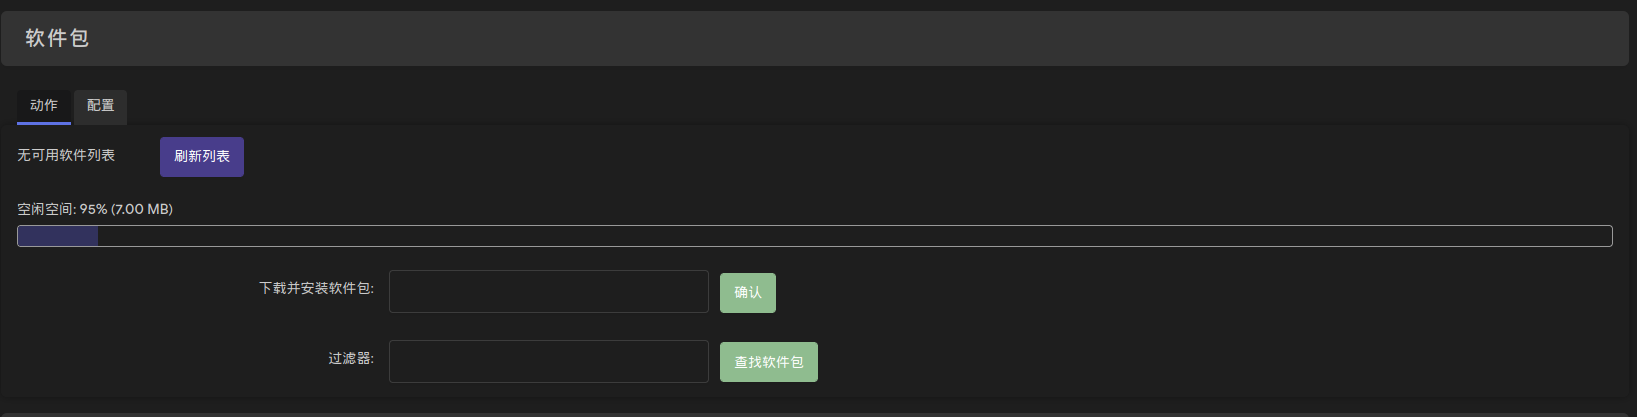 软件包
动作 配置
无可用软件列表 刷新列表
空闲空间: 95% (7.00 MB)
下载并安装软件包: 确认
过滤器: 查找软件包